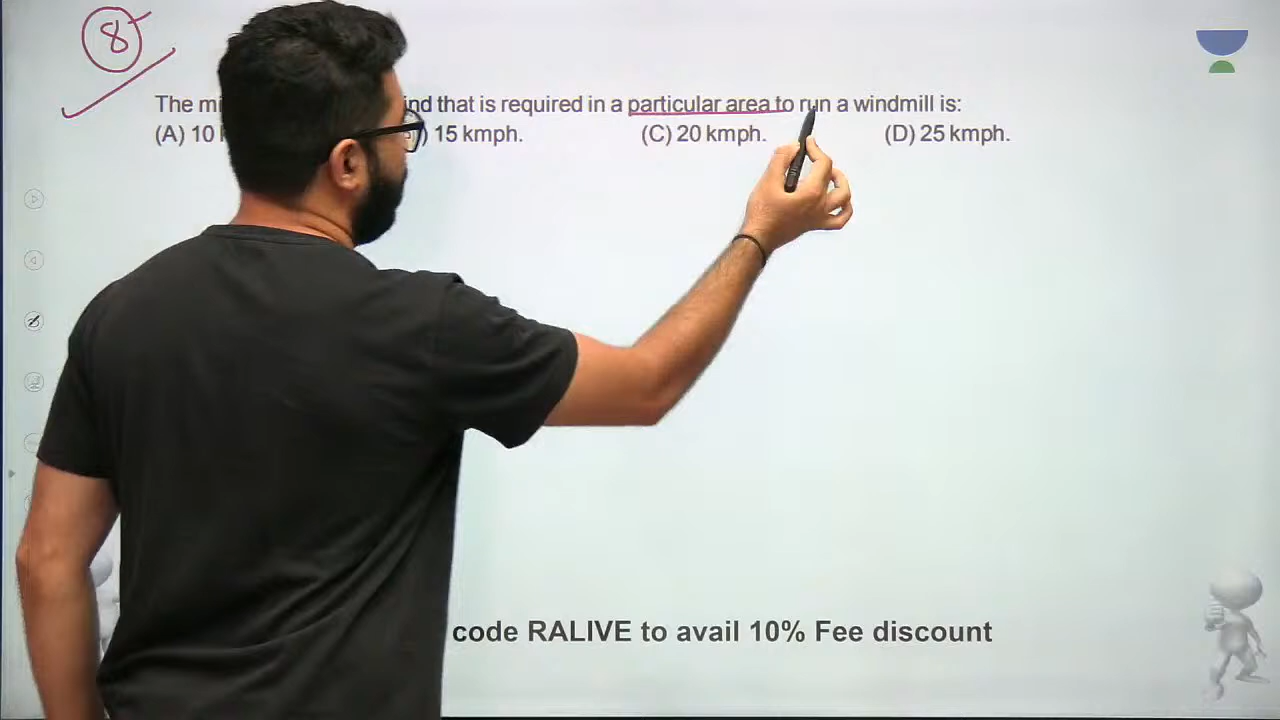 8
The ind that is required in a particular area to run a windmill is:
(A) 10 ) 15 kmph. (C) 20 kmph. (D) 25 kmph.
code RALIVE to avail 10% Fee discount